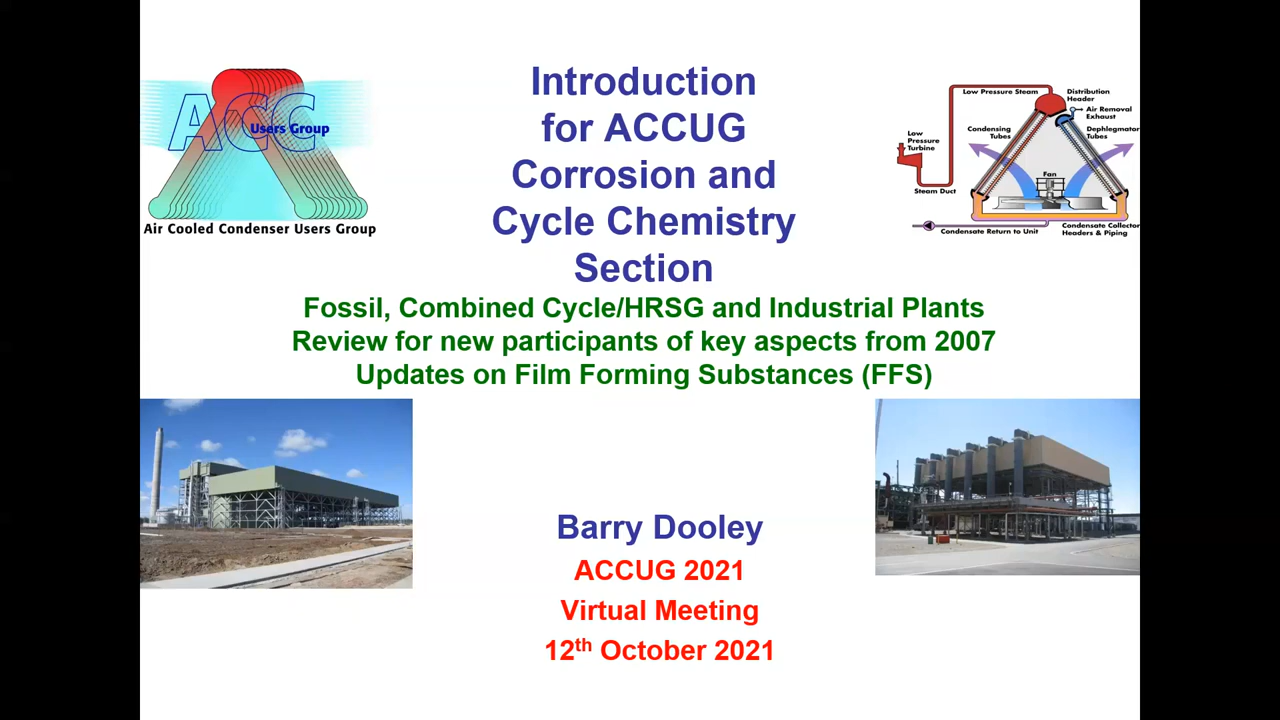 Introduction
for ACCUG
Corrosion and
Cycle Chemistry
Section
Fossil, Combined Cycle/HRSG and Industrial Plants
Review for new participants of key aspects from 2007
Updates on Film Forming Substances (FFS)
ACC
Users Group
Air Cooled Condenser Users Group
Low Pressure Steam
Distribution
Header
Air Removal
Exhaust
Condensing
Tubes
Dephlegmator
Tubes
Low
Pressure
Turbine
Fan
Steam Duct
Condensate Return to Unit
Condensate Collector
Headers & Piping
Barry Dooley
ACCUG 2021
Virtual Meeting
12th October 2021